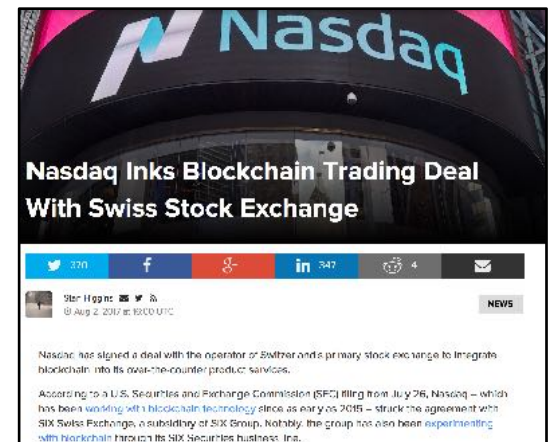 Nasdaq
Nasdaq Inks Blockchain Trading Deal
With Swiss Stock Exchange
370
f
g+
in 347
4
Stan Higgins
Aug 2, 2017 at 19:00 UTC
NEWS
Nasdaq has signed a deal with the operator of Switzerland's primary stock exchange to integrate
blockchain into its over-the-counter product services.
According to a U.S. Securities and Exchange Commission (SEC) filing from July 26, Nasdaq – which
has been working with blockchain technology since as early as 2015 – struck the agreement with
SIX Swiss Exchange, a subsidiary of SIX Group. Notably, the group has also been experimenting
with blockchain through its SIX Securities business line.